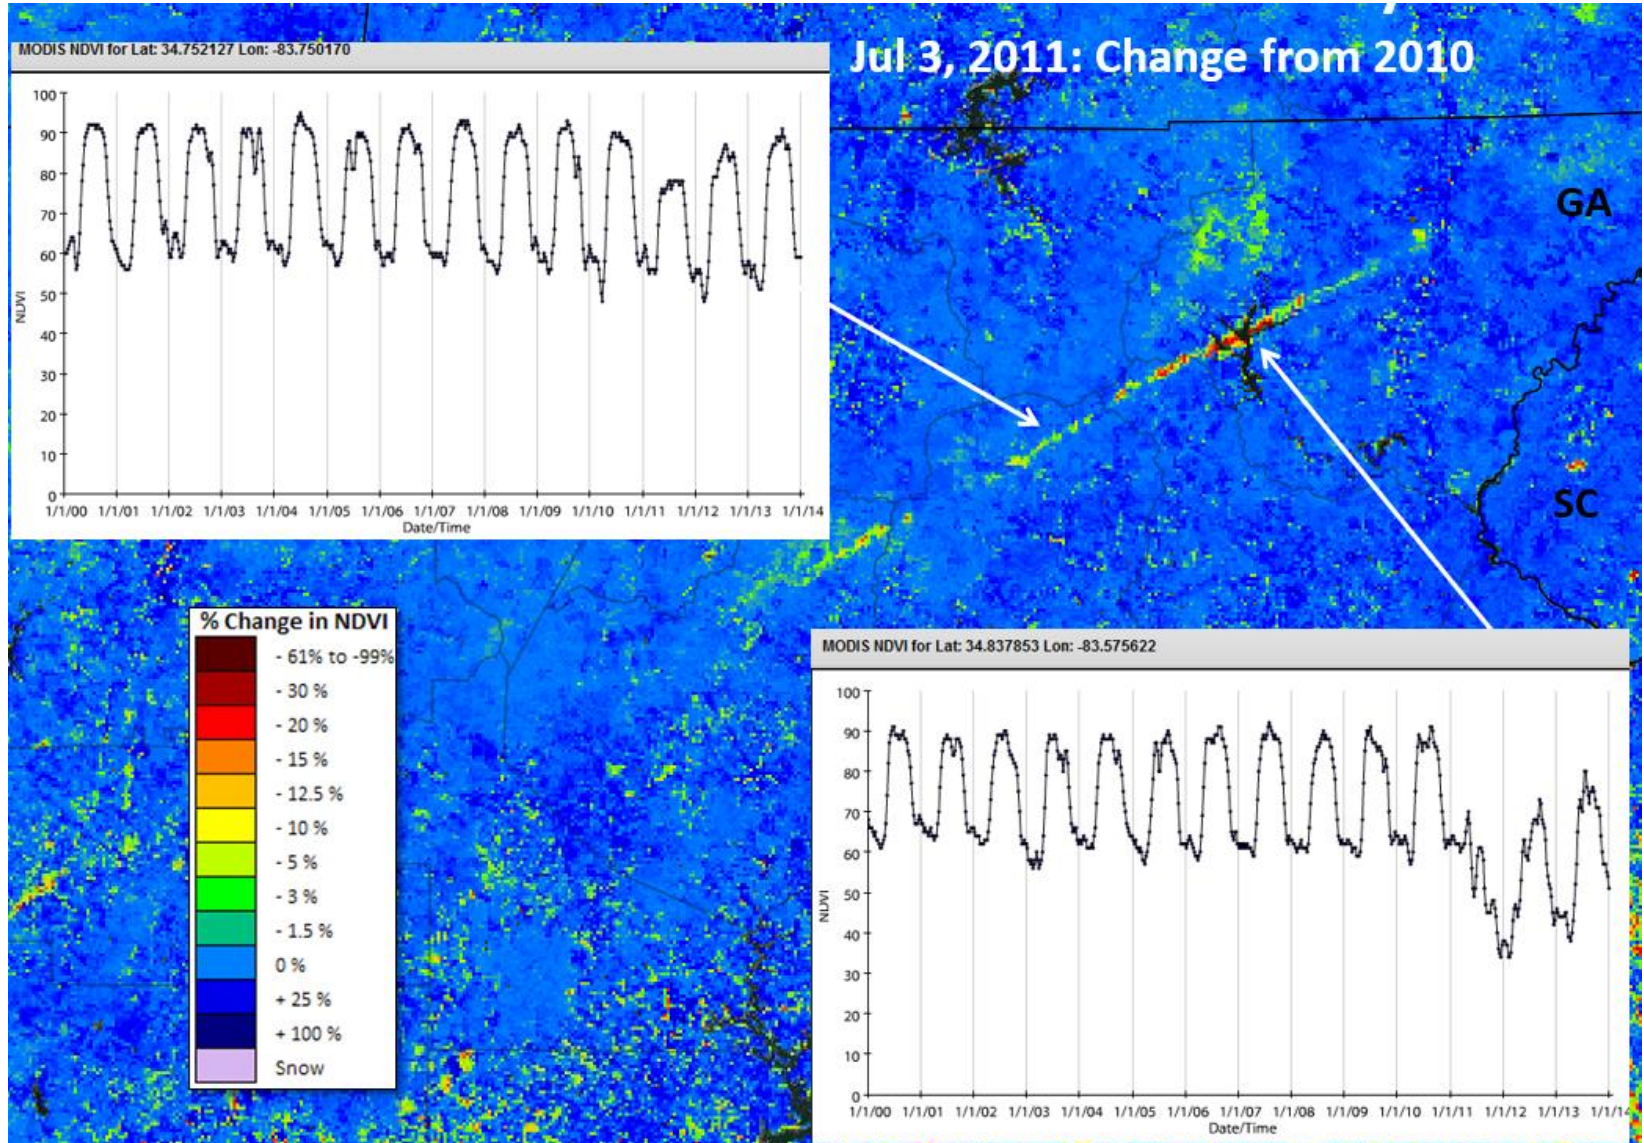 Jul 3, 2011: Change from 2010
MODIS NDVI for Lat: 34.752127 Lon: -83.750170
100
90
80
70
60
50
40
30
20
10
0
NDVI
1/1/00 1/1/01 1/1/02 1/1/03 1/1/04 1/1/05 1/1/06 1/1/07 1/1/08 1/1/09 1/1/10 1/1/11 1/1/12 1/1/13 1/1/14
Date/Time
GA
SC
% Change in NDVI
- 61% to -99%
- 30 %
- 20 %
- 15 %
- 12.5 %
- 10 %
- 5 %
- 3 %
- 1.5 %
0 %
+ 25 %
+ 100 %
Snow
MODIS NDVI for Lat: 34.837853 Lon: -83.575622
100
90
80
70
60
50
40
30
20
10
0
NDVI
1/1/00 1/1/01 1/1/02 1/1/03 1/1/04 1/1/05 1/1/06 1/1/07 1/1/08 1/1/09 1/1/10 1/1/11 1/1/12 1/1/13 1/1/14
Date/Time